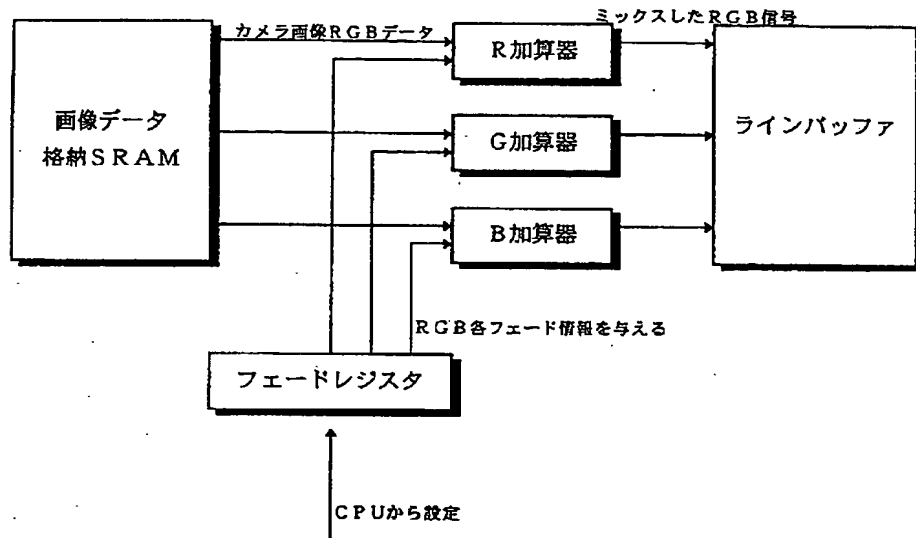 ミックスしたRGB信号
カメラ画像RGBデータ
R加算器
画像データ
格納SRAM
G加算器
ラインバッファ
B加算器
RGB各フェード情報を与える
フェードレジスタ
CPUから設定